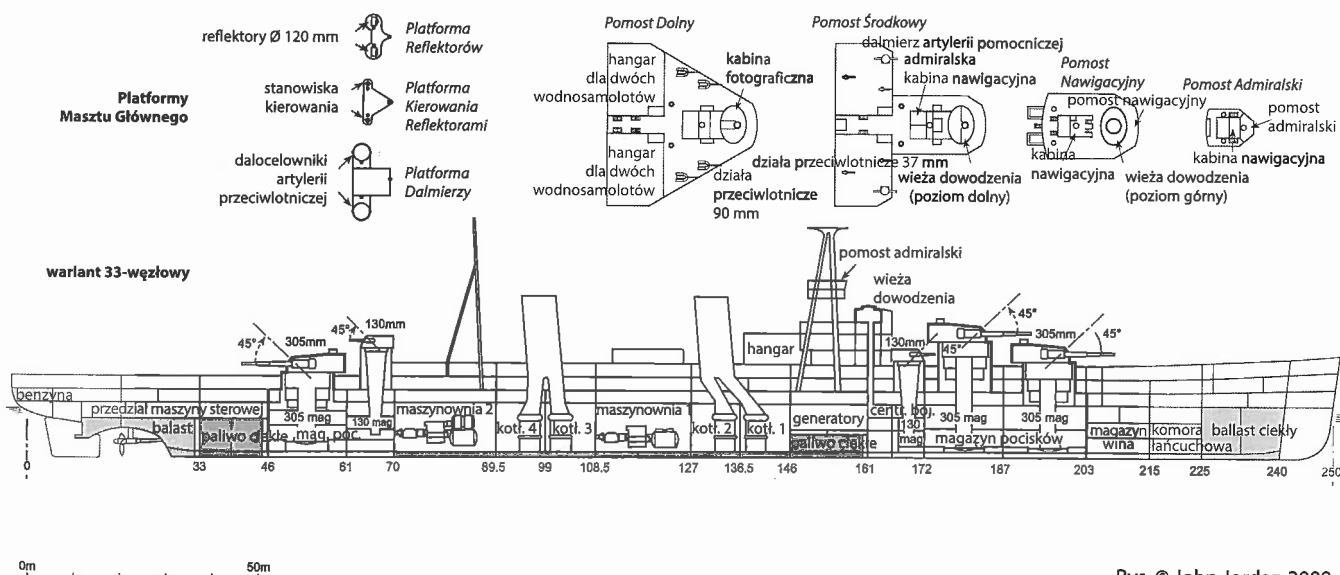 reflektory Ø 120 mm
Platforma
Reflektorów
stanowiska
kierowania
Platforma
Kierowania
Reflektorami
Platformy
Masztu Głównego
dalocelowniki
artylerii
przeciwlotniczej
Platforma
Dalmierzy
Pomost Dolny
hangar
dla dwóch
wodnosamolotów
kabina
fotograficzna
hangar
dla dwóch
wodnosamolotów
działa
przeciwlotnicze
90 mm
Pomost Środkowy
dalmierz artylerii pomocniczej
admiralska
kabina nawigacyjna
działa przeciwlotnicze 37 mm
wieża dowodzenia
(poziom dolny)
Pomost
Nawigacyjny
pomost nawigacyjny
kabina
nawigacyjna
wieża dowodzenia
(poziom górny)
Pomost Admiralski
pomost
admiralski
kabina nawigacyjna
wariant 33-węzłowy
45°
305mm
45°
130mm
pomost admiralski
wieża
dowodzenia
hangar
130mm
45°
45°
305mm
45°
benzyna
przedział maszyny sterowej
balast
paliwo ciekłe
305 mag
mag. poc.
130 mag
maszynownia 2
kotł. 4
kotł. 3
maszynownia 1
kotł. 2
kotł. 1
generatory
paliwo ciekłe
centr. boj.
130
mag
305 mag
305 mag
magazyn pocisków
magazyn
wina
komora
łańcuchowa
ballast ciekły
0 33 46 61 70 89.5 99 108.5 127 136.5 146 161 172 187 203 215 225 240 250
0m 50m